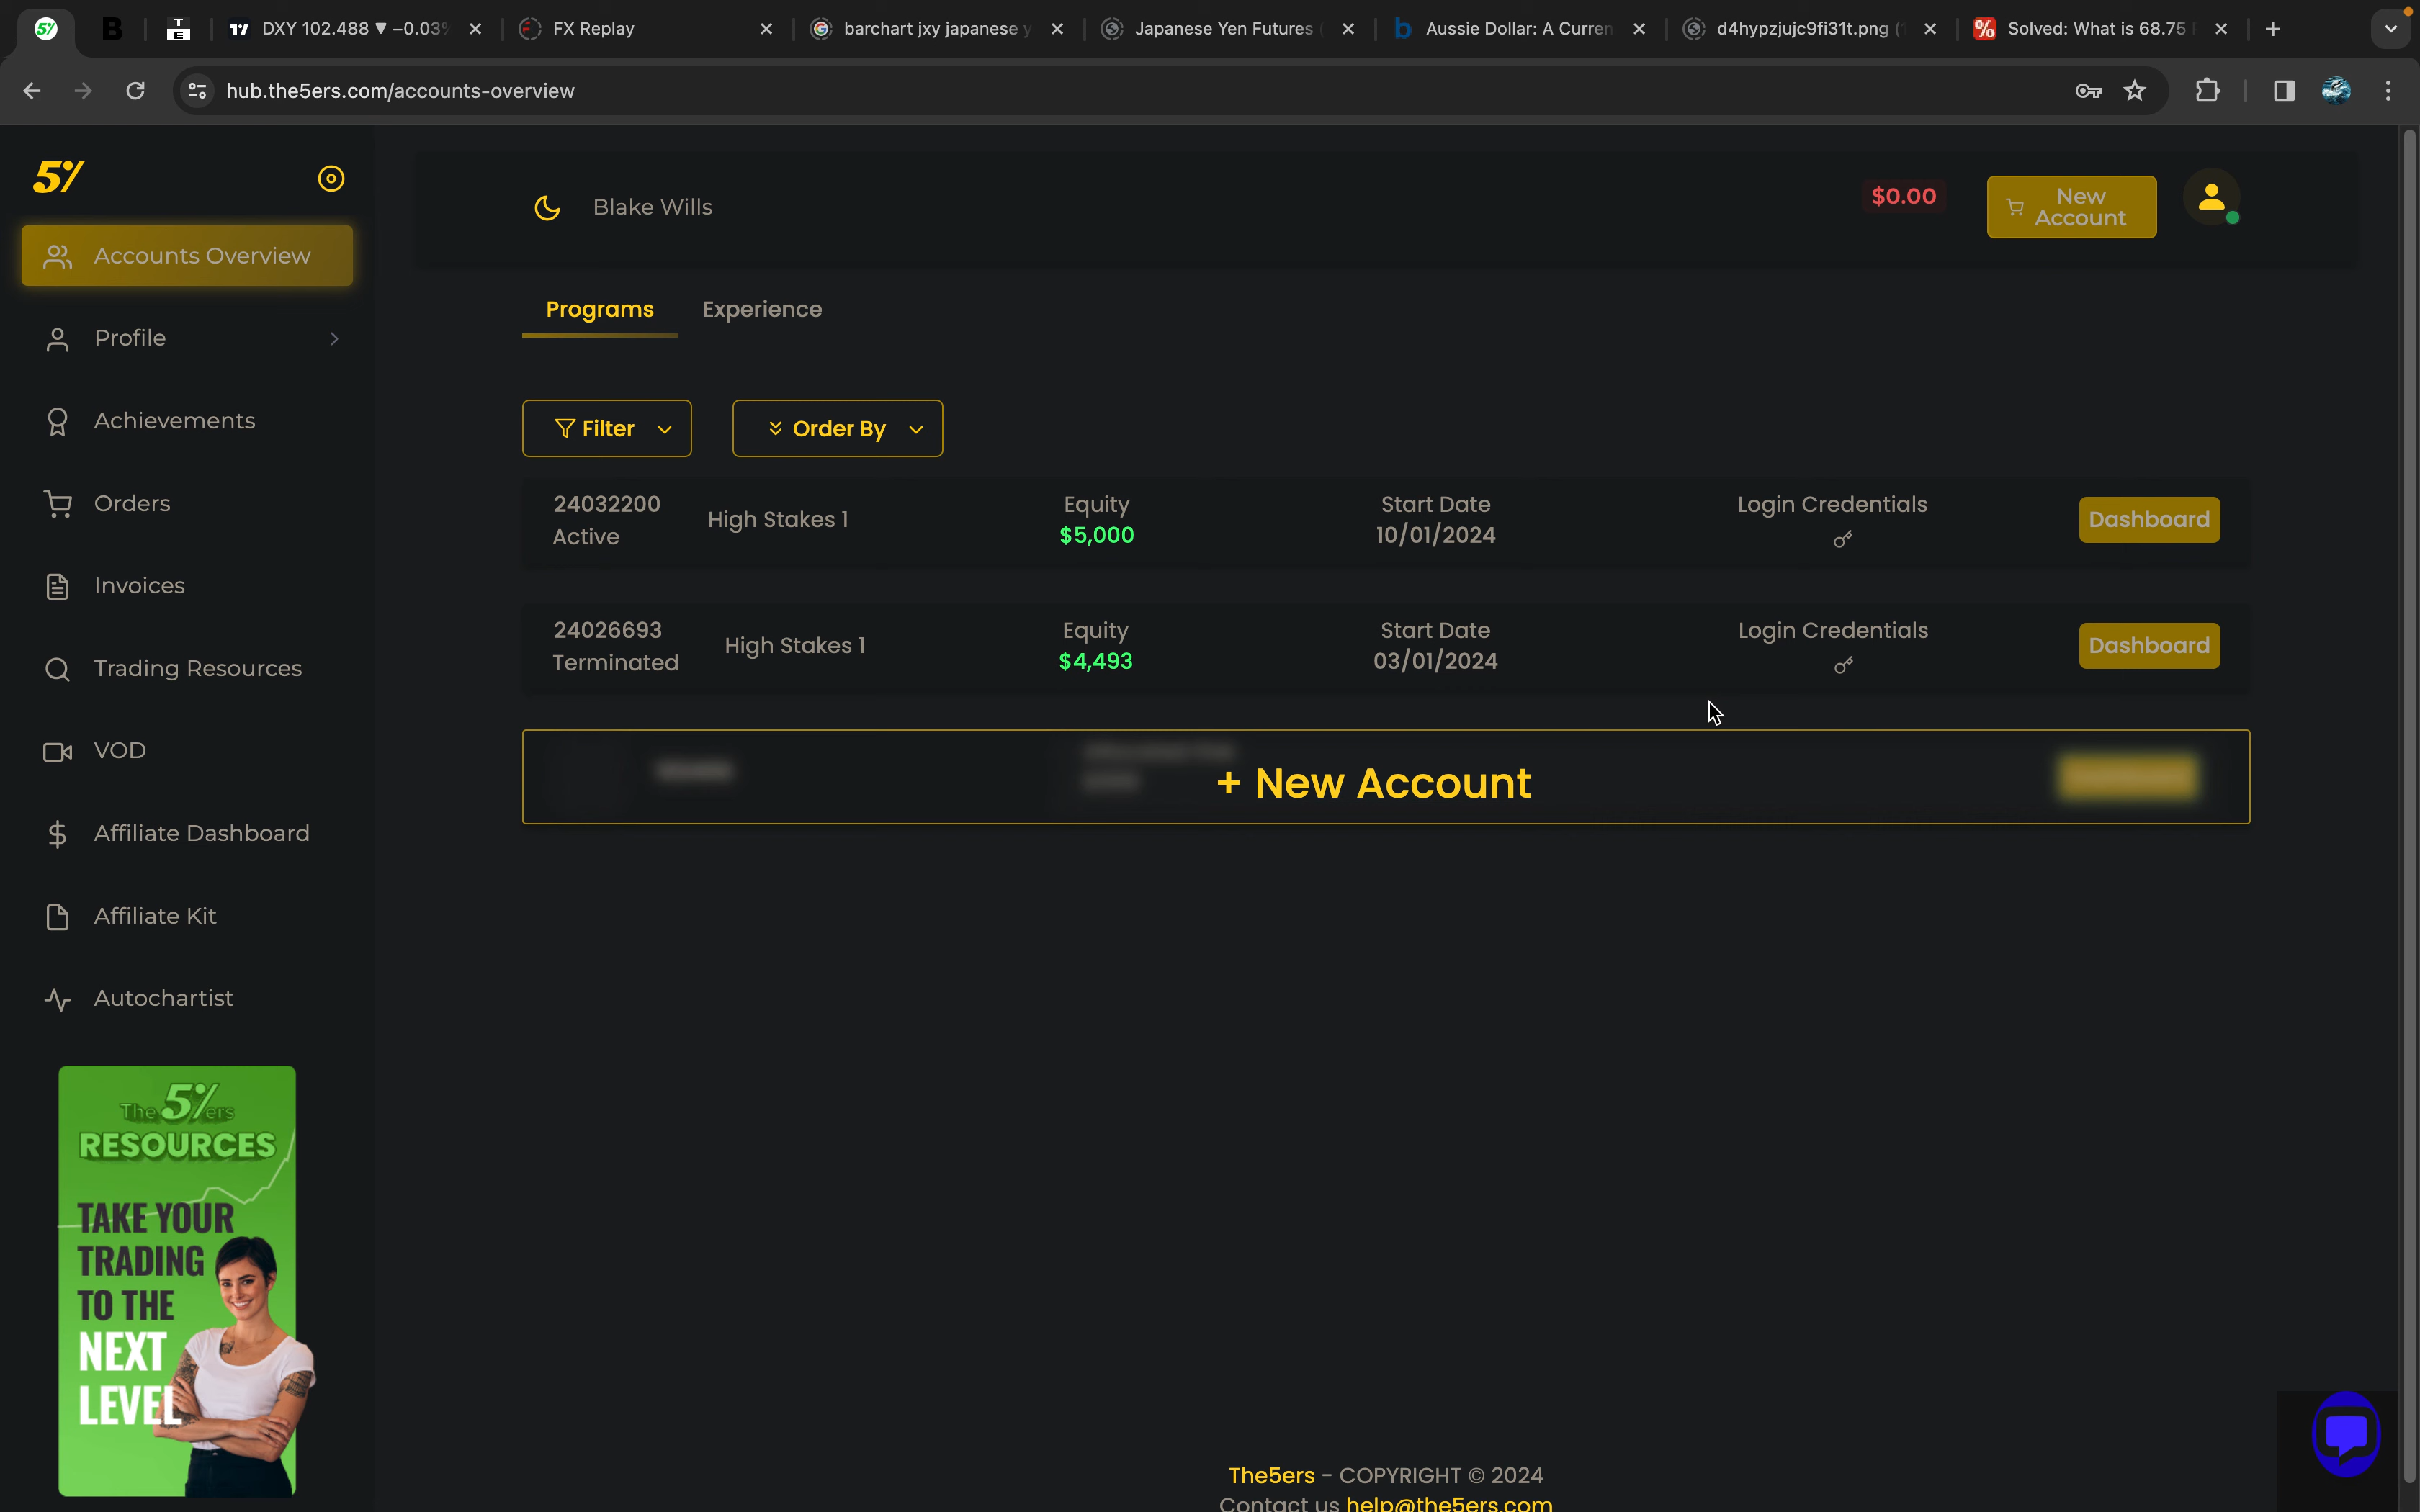 DXY 102.488 ▼ −0.03%
FX Replay
barchart jxy japanese y
Japanese Yen Futures (
Aussie Dollar: A Curren
d4hypzjujc9fi31t.png (
Solved: What is 68.75
hub.the5ers.com/accounts-overview
Blake Wills
$0.00
New
Account
Accounts Overview
Profile
Achievements
Orders
Invoices
Trading Resources
VOD
Affiliate Dashboard
Affiliate Kit
Autochartist
Programs
Experience
Filter
Order By
24032200
Active
High Stakes 1
Equity
$5,000
Start Date
10/01/2024
Login Credentials
Dashboard
24026693
Terminated
High Stakes 1
Equity
$4,493
Start Date
03/01/2024
Login Credentials
Dashboard
+ New Account
The 5%ers
RESOURCES
TAKE YOUR
TRADING
TO THE
NEXT
LEVEL
The5ers - COPYRIGHT © 2024
Contact us help@the5ers.com